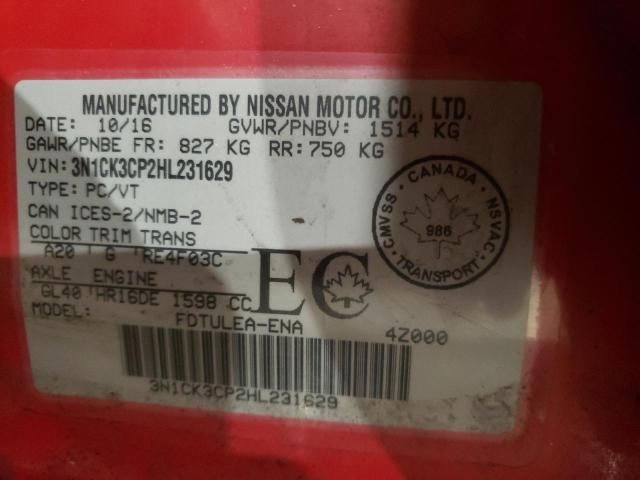 MANUFACTURED BY NISSAN MOTOR CO., LTD.
DATE: 10/16 GVWR/PNBV: 1514 KG
GAWR/PNBE FR: 827 KG RR: 750 KG
VIN: 3N1CK3CP2HL231629
TYPE: PC/VT
CAN ICES-2/NMB-2
COLOR TRIM TRANS
A20 G RE4F03C
AXLE ENGINE
GL40 HR16DE 1598 CC
MODEL: FDTULEA-ENA 4Z000
EC
3N1CK3CP2HL231629
CANADA
CMVSS 986 NSVAC
TRANSPORT